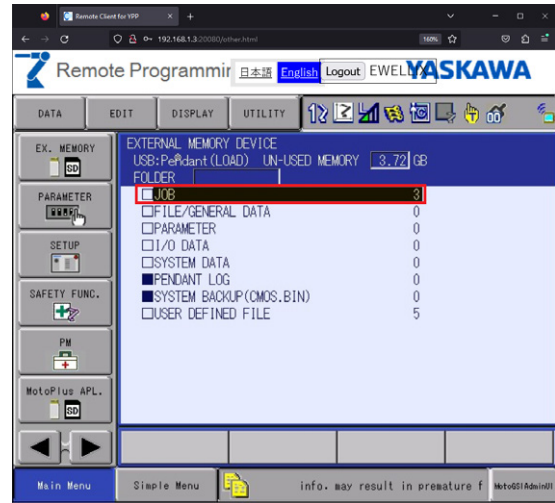 Remote Client for YPP
192.168.1.3:20080/other.html
160%
Remote Programmi 日本語 English Logout EWELL YASKAWA
DATA EDIT DISPLAY UTILITY
EX. MEMORY
SD
PARAMETER
SETUP
SAFETY FUNC.
PM
MotoPlus APL.
SD
EXTERNAL MEMORY DEVICE
USB:Pendant(LOAD) UN-USED MEMORY 3.72 GB
FOLDER
JOB 3
FILE/GENERAL DATA 0
PARAMETER 0
I/O DATA 0
SYSTEM DATA 0
PENDANT LOG 0
SYSTEM BACKUP(CMOS.BIN) 0
USER DEFINED FILE 5
Main Menu Simple Menu info. may result in premature f MotoGSIAdminUI